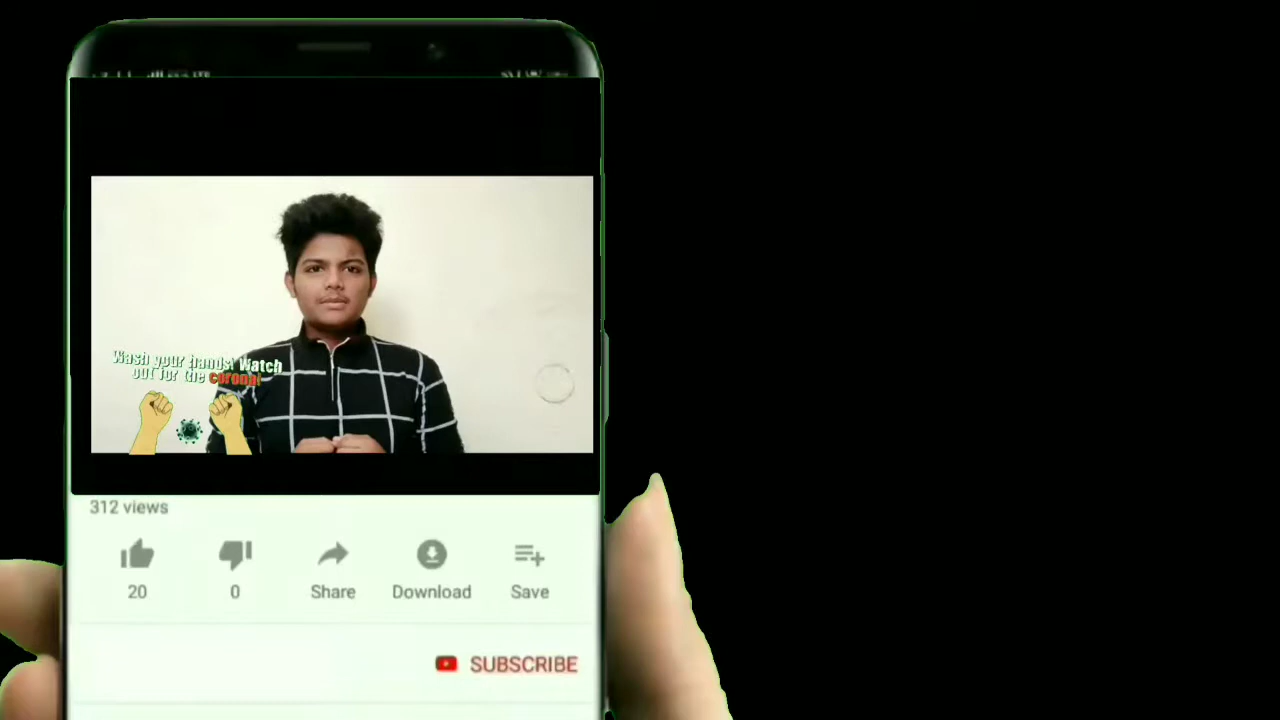 Wash your hands! Watch
out for the corona!
312 views
20
0
Share
Download
Save
SUBSCRIBE